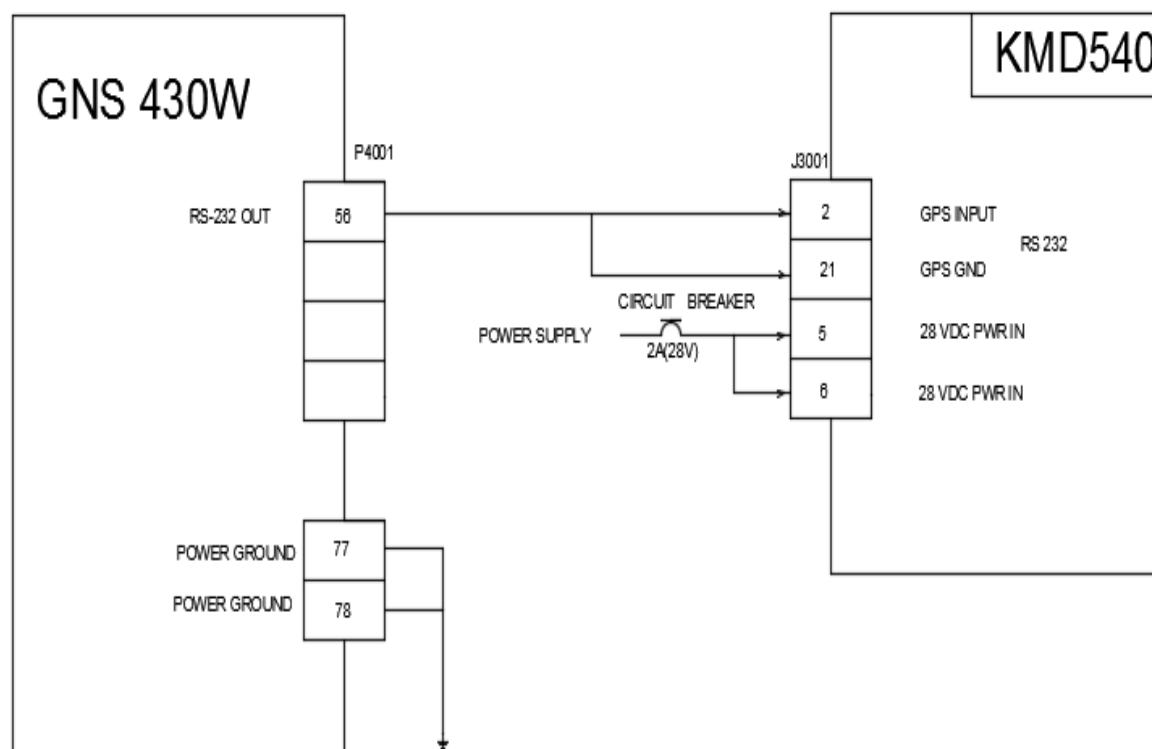 KMD540
GNS 430W
P4001
J3001
RS-232 OUT
56
2
GPS INPUT
RS 232
21
GPS GND
CIRCUIT BREAKER
POWER SUPPLY
2A(28V)
5
28 VDC PWR IN
6
28 VDC PWR IN
POWER GROUND
77
POWER GROUND
78